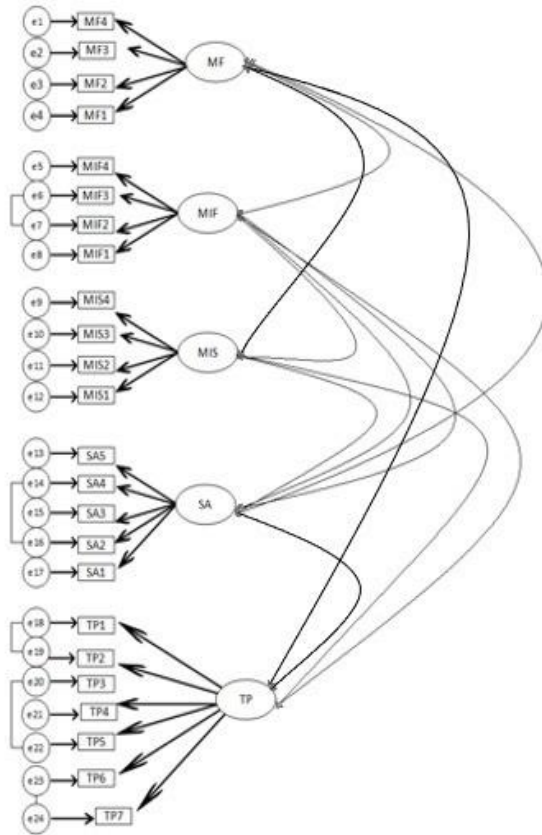 e1 MF4
e2 MF3
MF
e3 MF2
e4 MF1
e5 MIF4
e6 MIF3
MIF
e7 MIF2
e8 MIF1
e9 MIS4
e10 MIS3
MIS
e11 MIS2
e12 MIS1
e13 SA5
e14 SA4
SA
e15 SA3
e16 SA2
e17 SA1
e18 TP1
e19 TP2
e20 TP3
TP
e21 TP4
e22 TP5
e23 TP6
e24 TP7